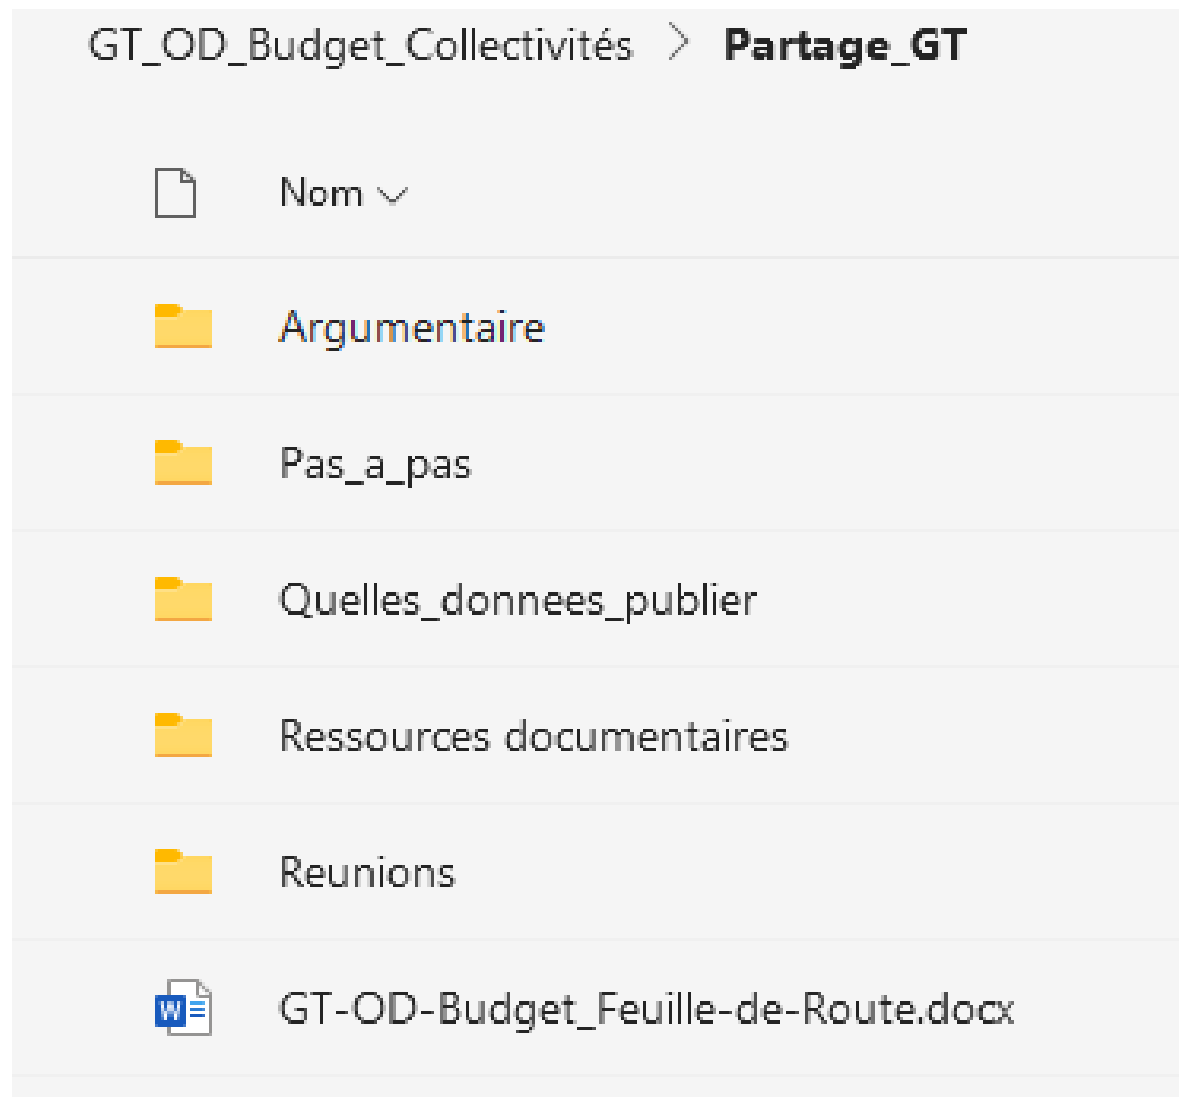 GT_OD_Budget_Collectivités > Partage_GT
Nom
Argumentaire
Pas_a_pas
Quelles_donnees_publier
Ressources documentaires
Reunions
GT-OD-Budget_Feuille-de-Route.docx